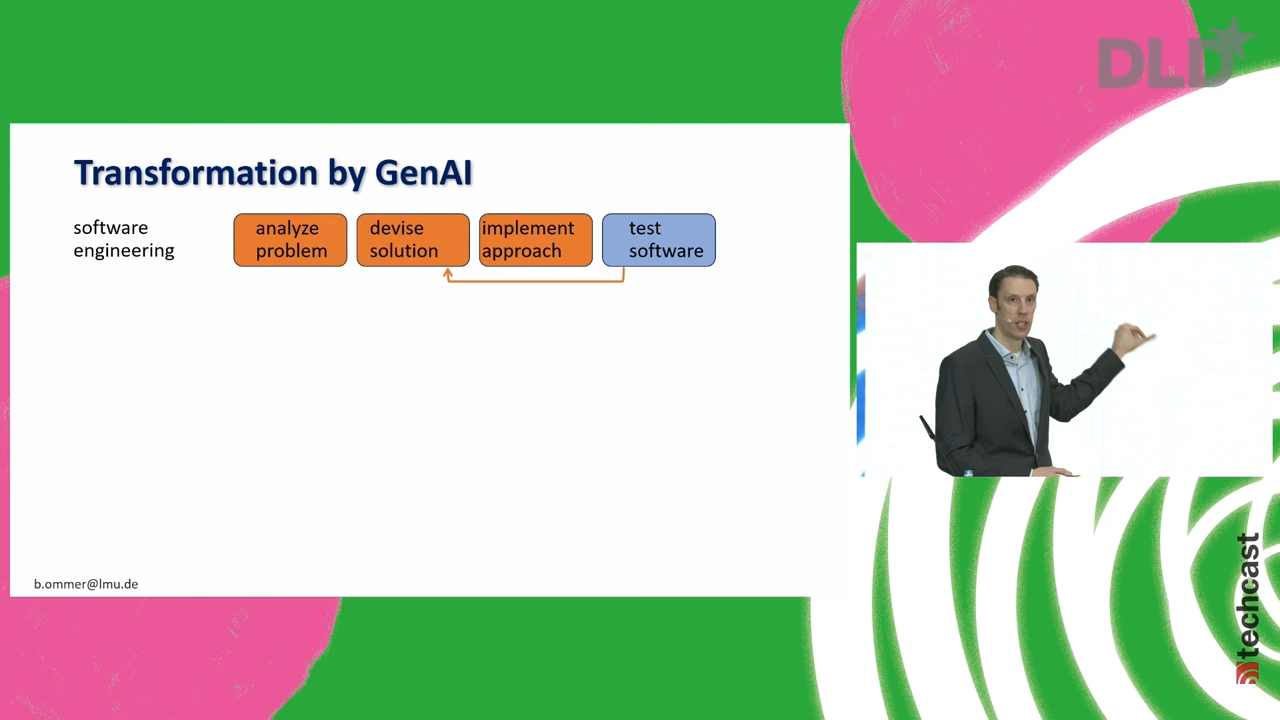 DLD
Transformation by GenAI
software
engineering
analyze
problem
devise
solution
implement
approach
test
software
b.ommer@lmu.de
techcast